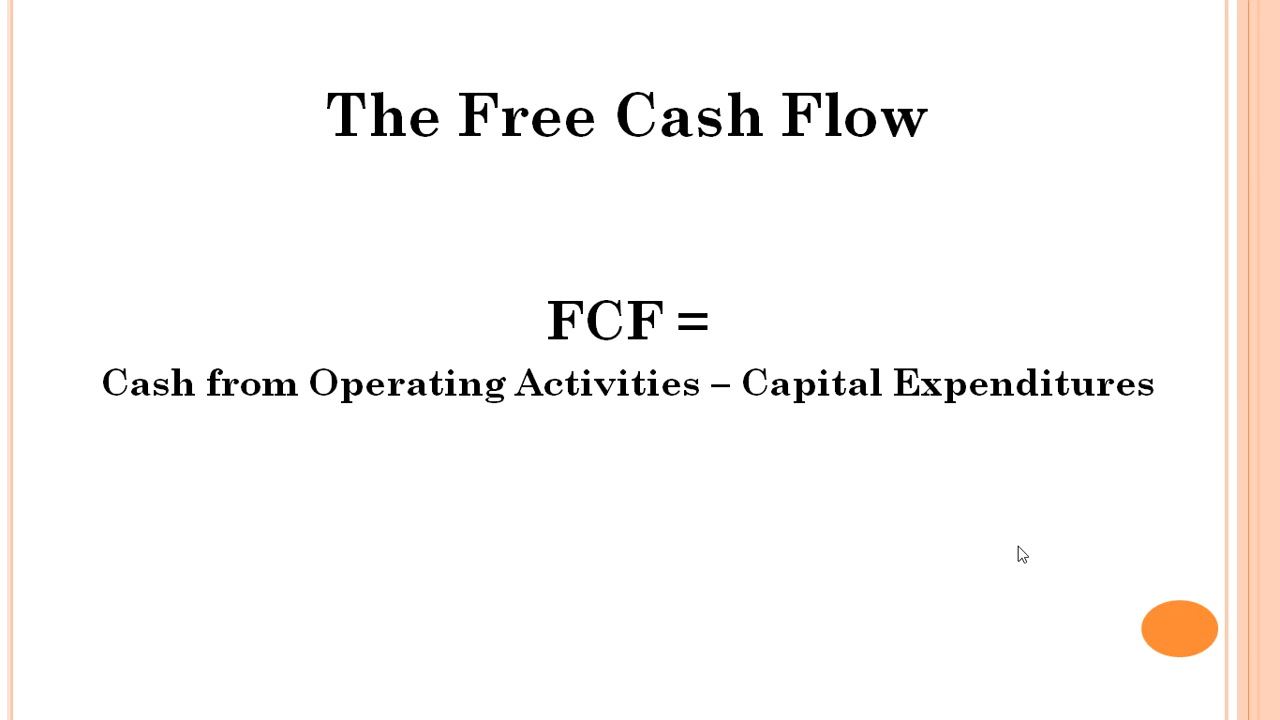 The Free Cash Flow
FCF =
Cash from Operating Activities – Capital Expenditures